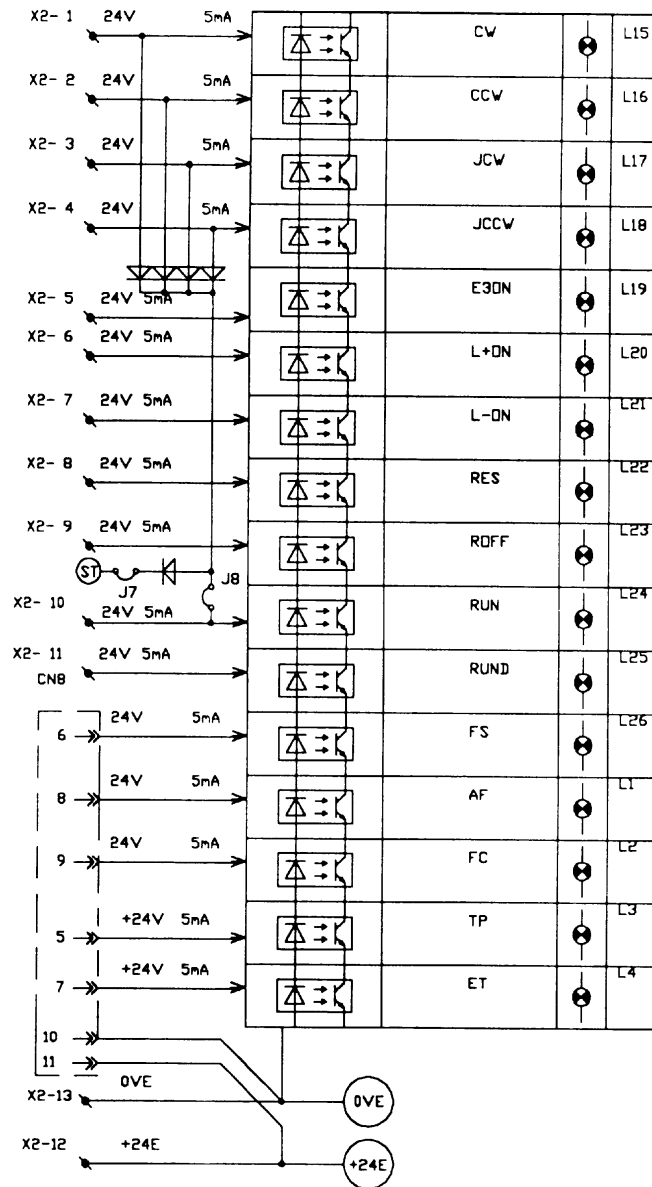 X2- 1 24V 5mA CW L15
X2- 2 24V 5mA CCW L16
X2- 3 24V 5mA JCW L17
X2- 4 24V 5mA JCCW L18
X2- 5 24V 5mA E3ON L19
X2- 6 24V 5mA L+ON L20
X2- 7 24V 5mA L-ON L21
X2- 8 24V 5mA RES L22
X2- 9 24V 5mA ROFF L23
ST J7 J8
X2- 10 24V 5mA RUN L24
X2- 11 24V 5mA RUND L25
CN8
6 24V 5mA FS L26
8 24V 5mA AF L1
9 24V 5mA FC L2
5 +24V 5mA TP L3
7 +24V 5mA ET L4
10
11
0VE
X2-13 0VE
X2-12 +24E +24E